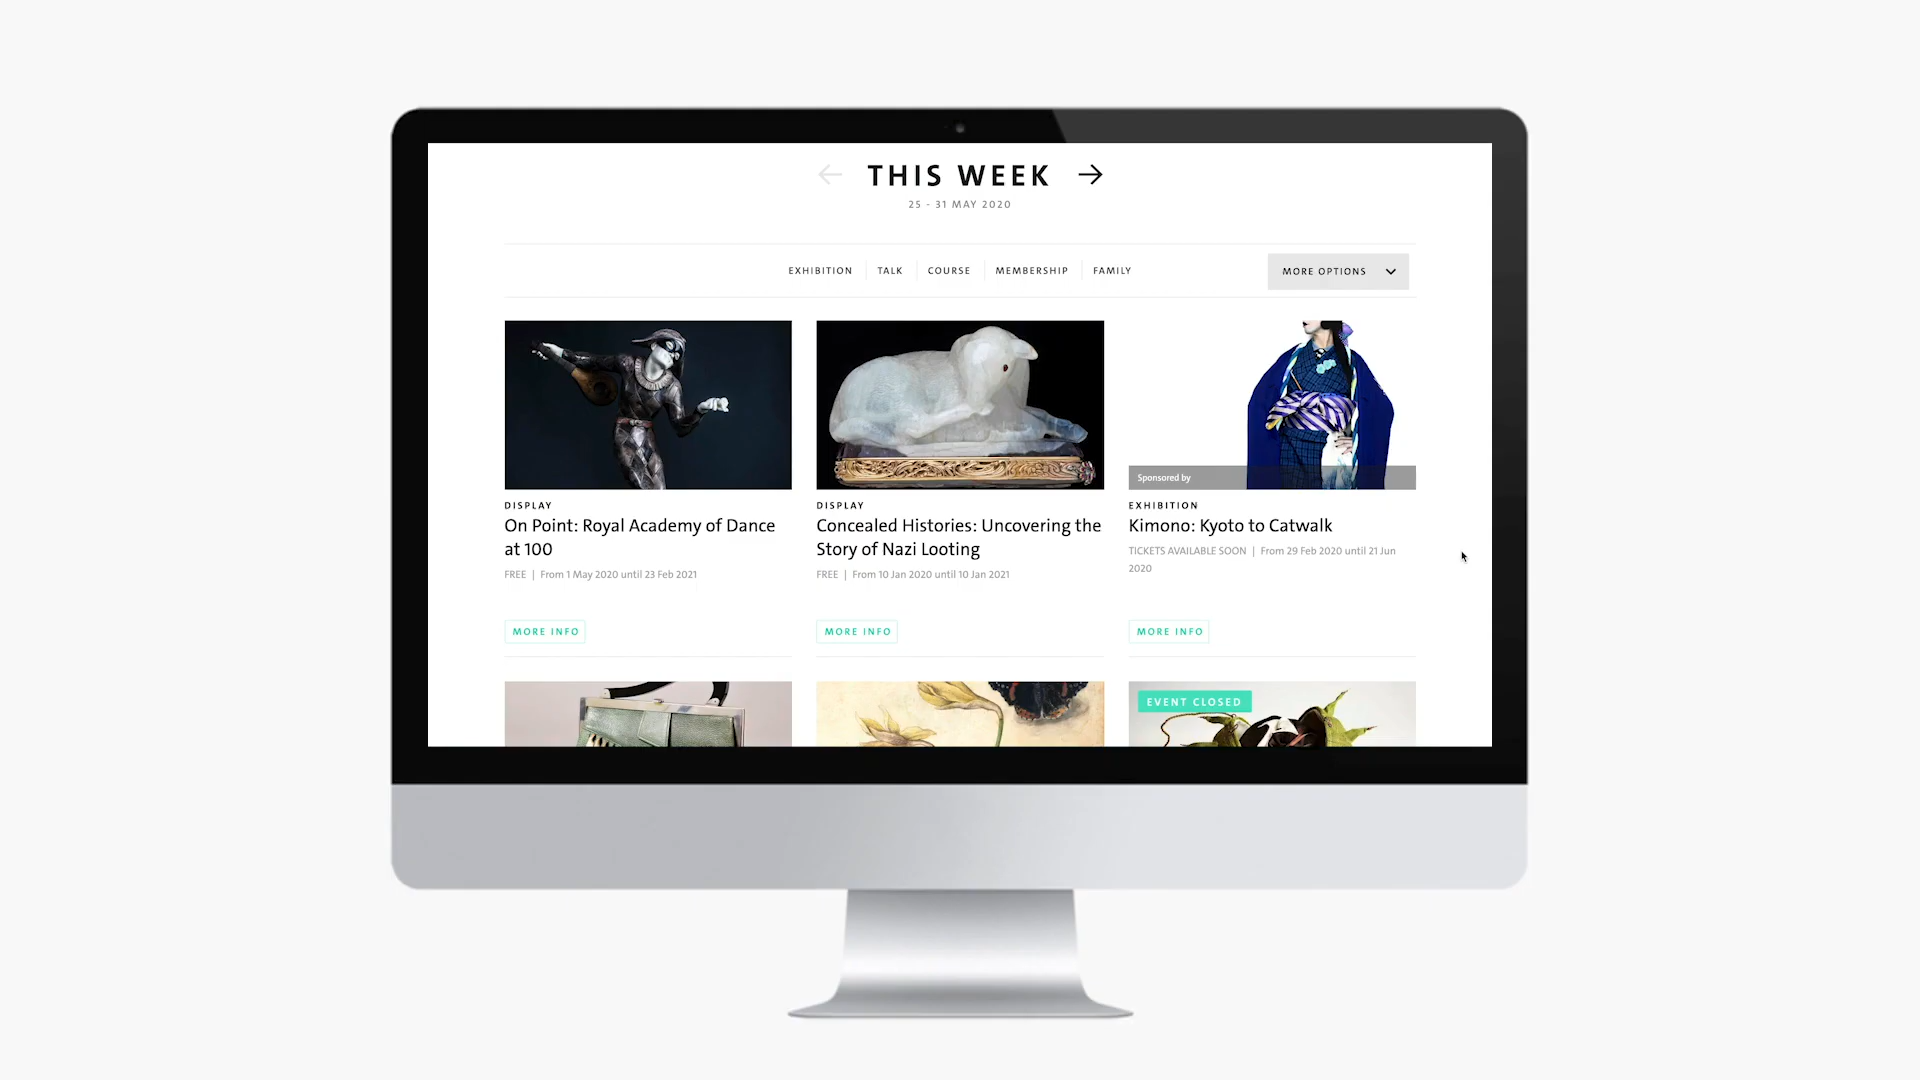 THIS WEEK
25 - 31 MAY 2020
EXHIBITION
TALK
COURSE
MEMBERSHIP
FAMILY
MORE OPTIONS
DISPLAY
On Point: Royal Academy of Dance
at 100
FREE | From 1 May 2020 until 23 Feb 2021
MORE INFO
DISPLAY
Concealed Histories: Uncovering the
Story of Nazi Looting
FREE | From 10 Jan 2020 until 10 Jan 2021
MORE INFO
Sponsored by
EXHIBITION
Kimono: Kyoto to Catwalk
TICKETS AVAILABLE SOON | From 29 Feb 2020 until 21 Jun
2020
MORE INFO
EVENT CLOSED